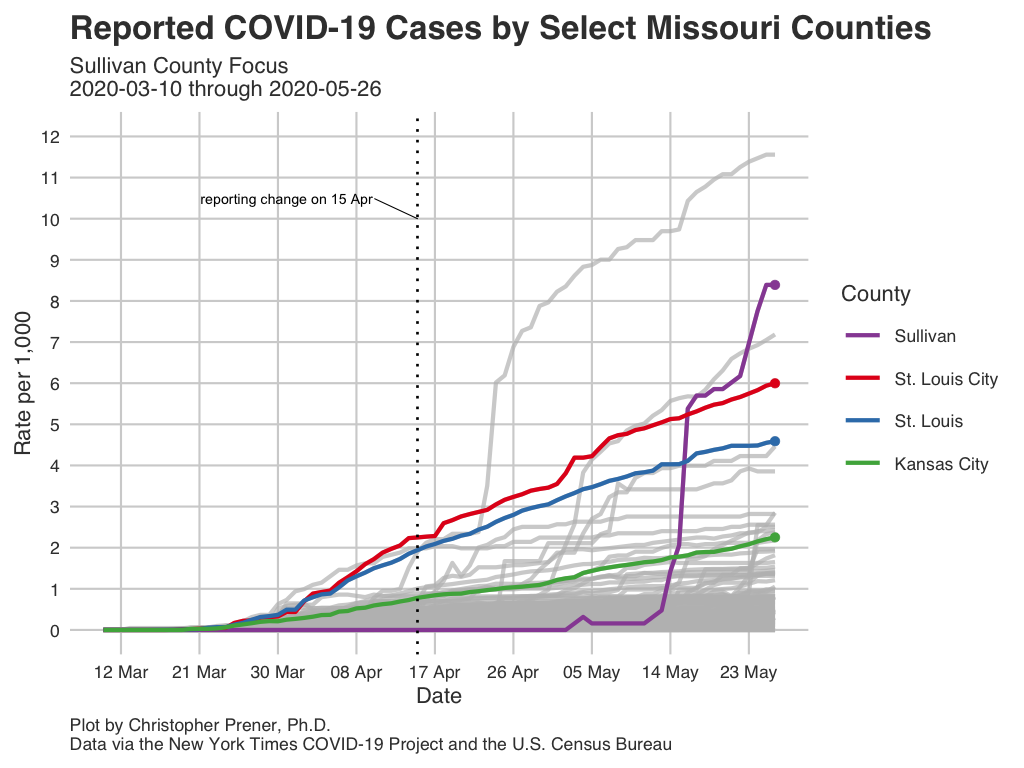 Reported COVID-19 Cases by Select Missouri Counties
Sullivan County Focus
2020-03-10 through 2020-05-26
12
11
reporting change on 15 Apr
10
9
8
7
6
5
4
3
2
1
0
Rate per 1,000
12 Mar 21 Mar 30 Mar 08 Apr 17 Apr 26 Apr 05 May 14 May 23 May
Date
County
Sullivan
St. Louis City
St. Louis
Kansas City
Plot by Christopher Prener, Ph.D.
Data via the New York Times COVID-19 Project and the U.S. Census Bureau